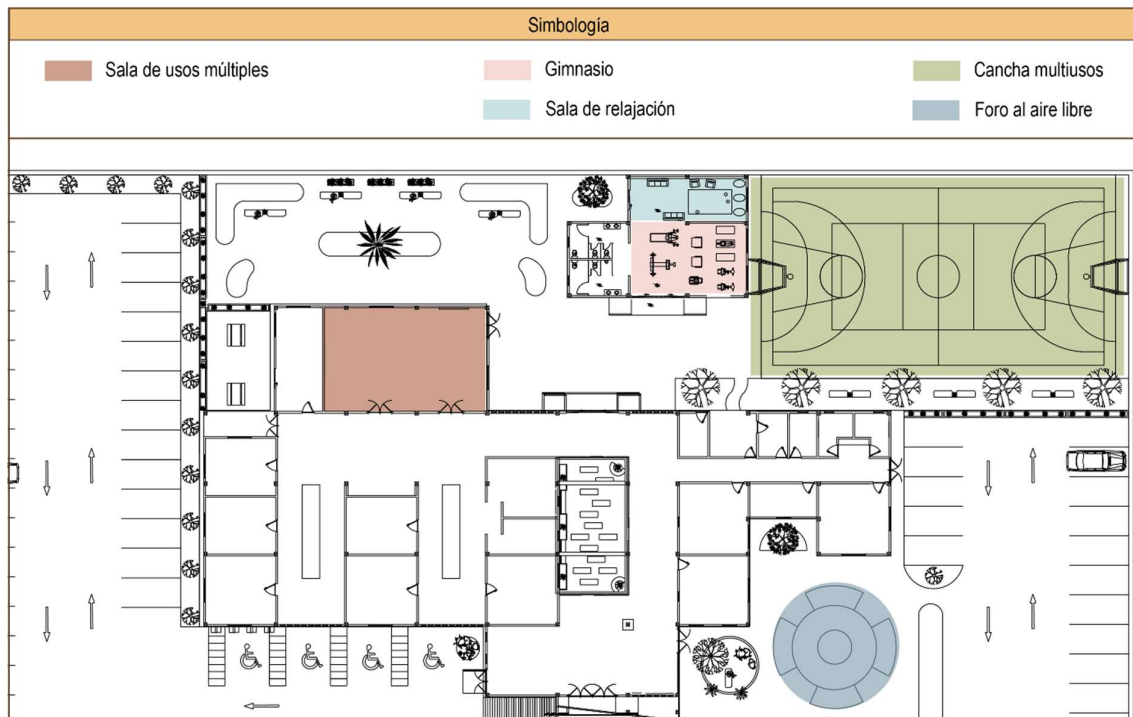 Simbología
Sala de usos múltiples
Gimnasio
Cancha multiusos
Sala de relajación
Foro al aire libre